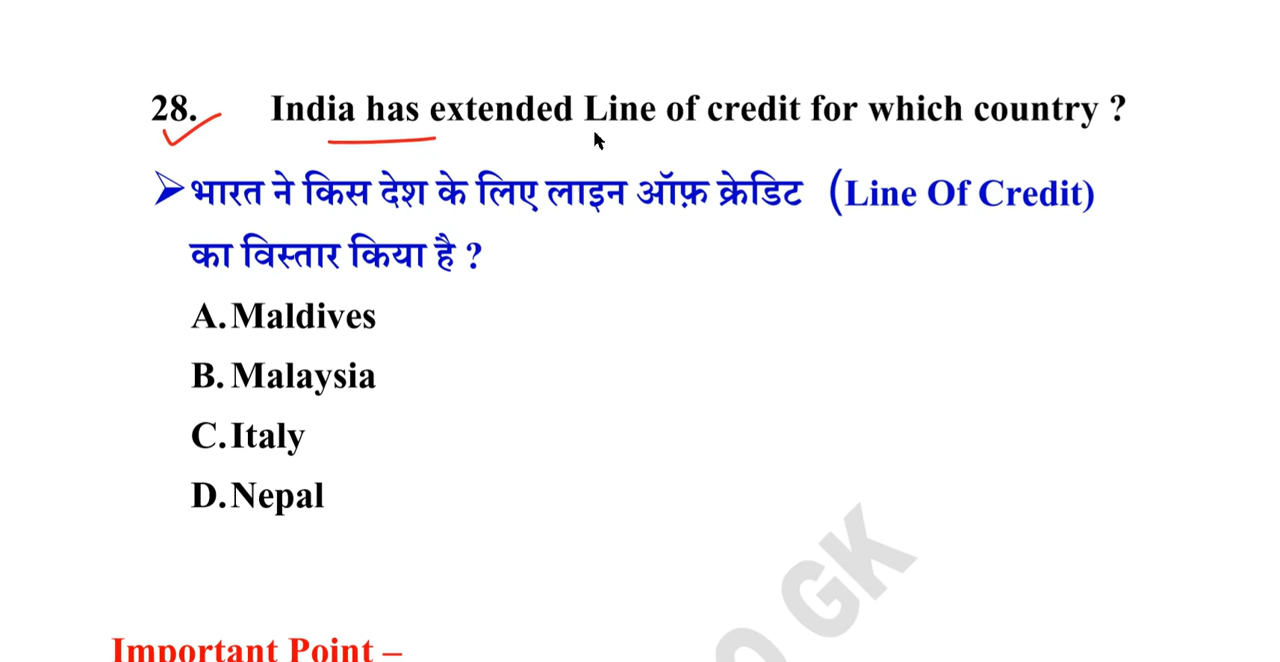 28. India has extended Line of credit for which country ?
भारत ने किस देश के लिए लाइन ऑफ़ क्रेडिट (Line Of Credit)
का विस्तार किया है ?
A. Maldives
B. Malaysia
C. Italy
D. Nepal
GK
Important Point –